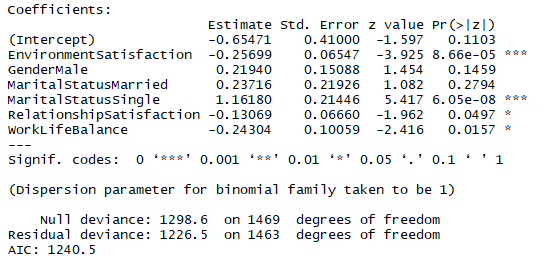 Coefficients:
                         Estimate Std. Error z value Pr(>|z|)
(Intercept)              -0.65471    0.41000  -1.597   0.1103
EnvironmentSatisfaction  -0.25699    0.06547  -3.925 8.66e-05 ***
GenderMale                0.21940    0.15088   1.454   0.1459
MaritalStatusMarried      0.23716    0.21926   1.082   0.2794
MaritalStatusSingle       1.16180    0.21446   5.417 6.05e-08 ***
RelationshipSatisfaction -0.13069    0.06660  -1.962   0.0497 *
WorkLifeBalance          -0.24304    0.10059  -2.416   0.0157 *
---
Signif. codes:  0 ‘***’ 0.001 ‘**’ 0.01 ‘*’ 0.05 ‘.’ 0.1 ‘ ’ 1
(Dispersion parameter for binomial family taken to be 1)
    Null deviance: 1298.6  on 1469  degrees of freedom
Residual deviance: 1226.5  on 1463  degrees of freedom
AIC: 1240.5